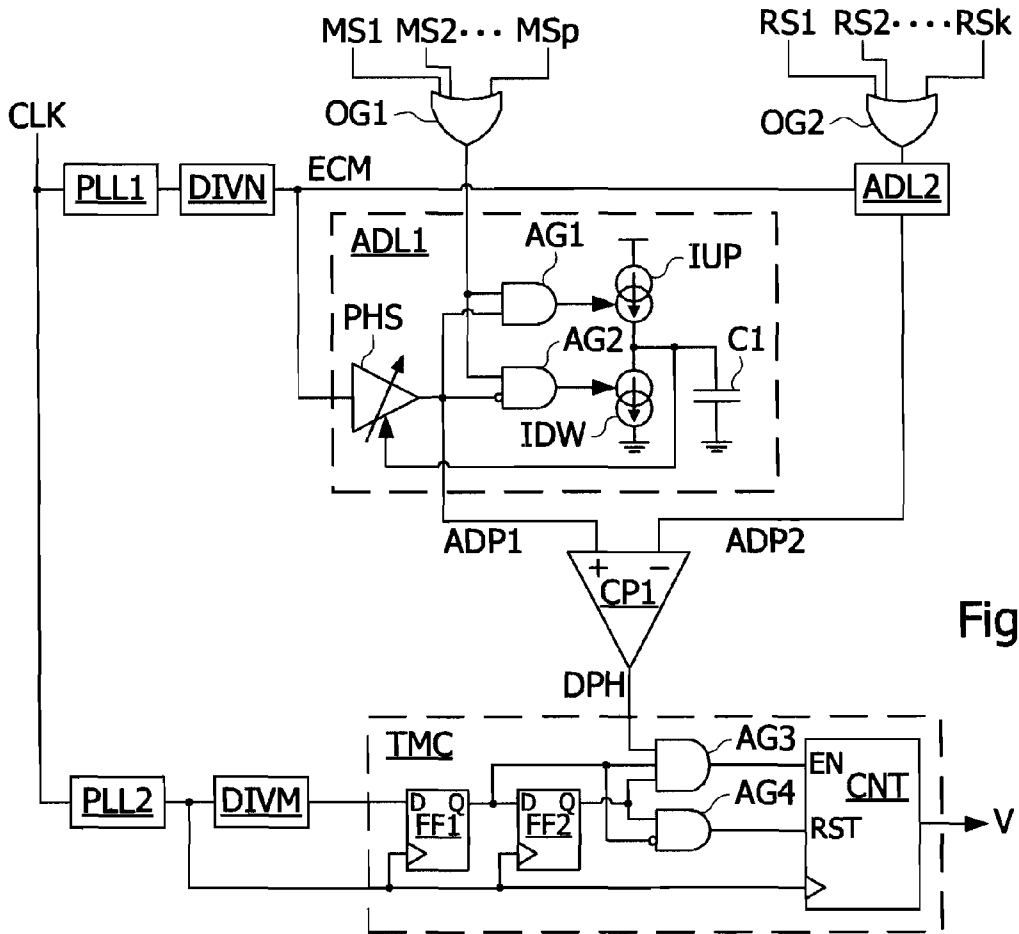 MS1 MS2···· MSp
RS1 RS2····· RSk
OG1
OG2
CLK
PLL1
DIVN
ECM
ADL2
ADL1
AG1
IUP
PHS
AG2
C1
IDW
ADP1
ADP2
+ −
CP1
Fig
DPH
TMC
AG3
EN
CNT
PLL2
DIVM
D Q
FF1
D Q
FF2
AG4
RST
V